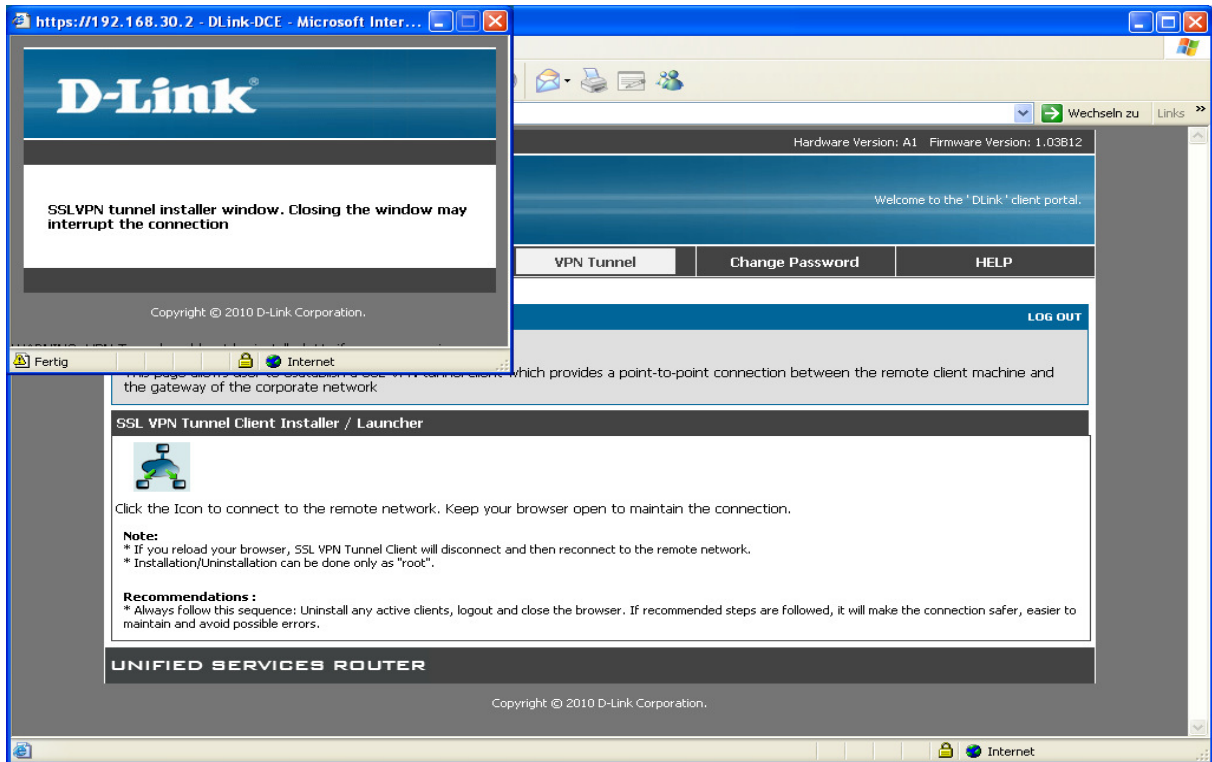 https://192.168.30.2 - DLink-DCE - Microsoft Inter...
D-Link®
SSLVPN tunnel installer window. Closing the window may
interrupt the connection
Copyright © 2010 D-Link Corporation.
Fertig
Internet
Wechseln zu
Links
Hardware Version: A1 Firmware Version: 1.03B12
Welcome to the 'DLink' client portal.
VPN Tunnel
Change Password
HELP
LOG OUT
which provides a point-to-point connection between the remote client machine and
the gateway of the corporate network
SSL VPN Tunnel Client Installer / Launcher
Click the Icon to connect to the remote network. Keep your browser open to maintain the connection.
Note:
* If you reload your browser, SSL VPN Tunnel Client will disconnect and then reconnect to the remote network.
* Installation/Uninstallation can be done only as "root".
Recommendations :
* Always follow this sequence: Uninstall any active clients, logout and close the browser. If recommended steps are followed, it will make the connection safer, easier to
maintain and avoid possible errors.
UNIFIED SERVICES ROUTER
Copyright © 2010 D-Link Corporation.
Internet